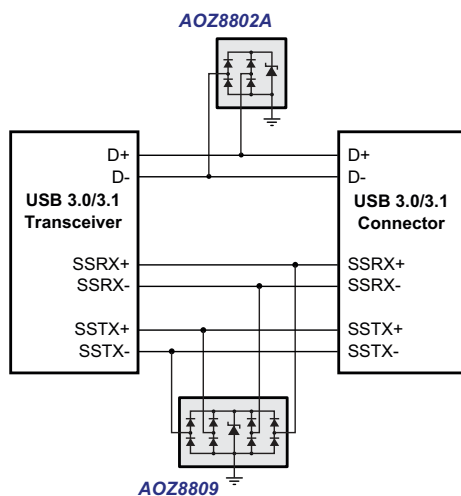 AOZ8802A
D+
D+
D-
D-
USB 3.0/3.1
Transceiver
USB 3.0/3.1
Connector
SSRX+
SSRX+
SSRX-
SSRX-
SSTX+
SSTX+
SSTX-
SSTX-
AOZ8809